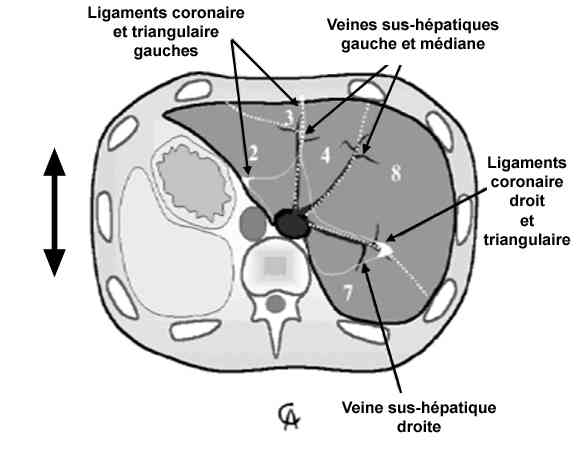 Ligaments coronaire
et triangulaire
gauches
Veines sus-hépatiques
gauche et médiane
3
2
4
8
Ligaments
coronaire
droit
et
triangulaire
7
Veine sus-hépatique
droite